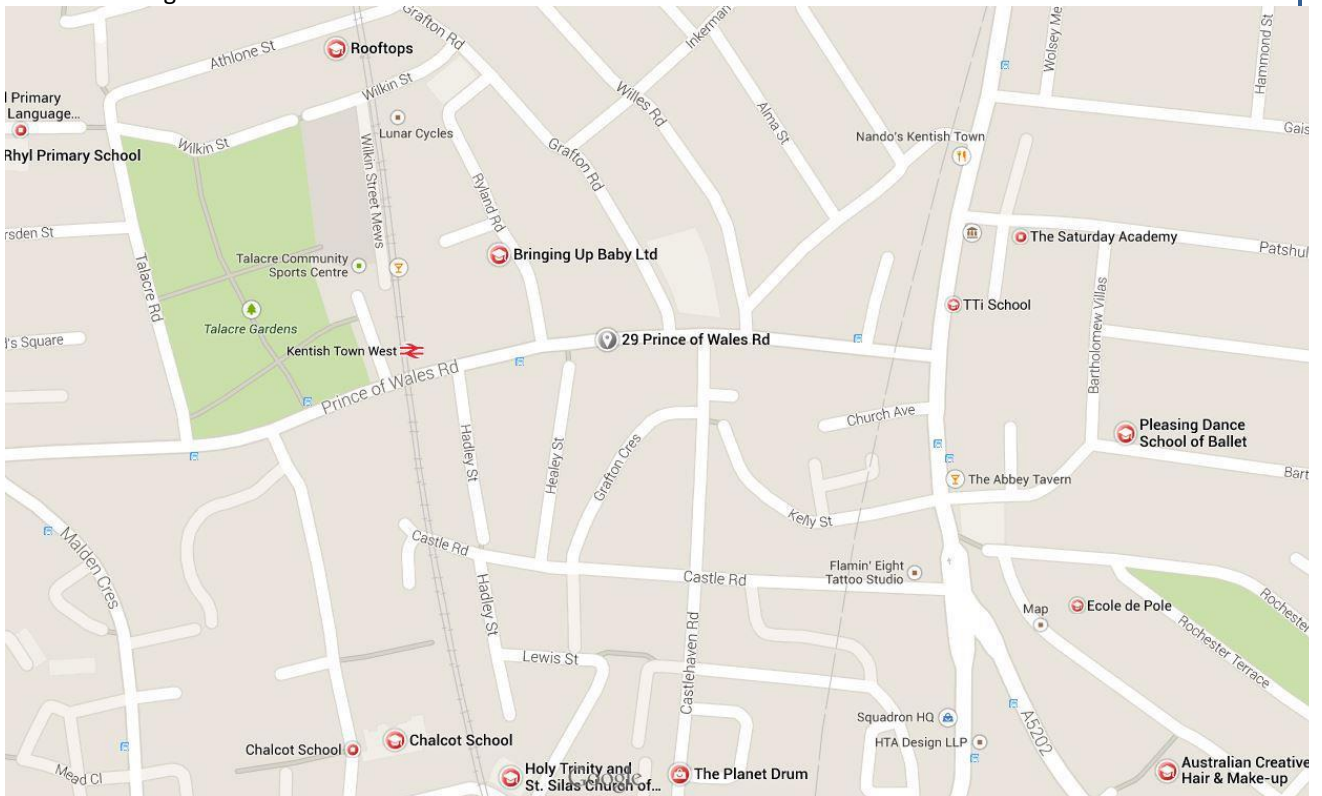 Grafton Rd
Inkerman
Wolsey Me
Hammond St
Athlone St
Rooftops
Wilkin St
Willes Rd
Alma St
l Primary
Language...
Lunar Cycles
Nando's Kentish Town
Gais
Rhyl Primary School
Wilkin St
Wilkin Street Mews
Grafton Rd
Ryland Rd
rsden St
Talacre Rd
Talacre Community
Sports Centre
Bringing Up Baby Ltd
The Saturday Academy
Patshul
Bartholomew Villas
TTi School
Talacre Gardens
's Square
Kentish Town West
29 Prince of Wales Rd
Prince of Wales Rd
Church Ave
Hadley St
Healey St
Grafton Cres
Pleasing Dance
School of Ballet
Bart
The Abbey Tavern
Kelly St
Malden Cres
Castle Rd
Castle Rd
Flamin' Eight
Tattoo Studio
Hadley St
Map
Ecole de Pole
Rochester
Rochester Terrace
Lewis St
Castlehaven Rd
Squadron HQ
HTA Design LLP
A5202
Chalcot School
Chalcot School
Mead Cl
Holy Trinity and
St. Silas Church of...
Google
The Planet Drum
Australian Creative
Hair & Make-up